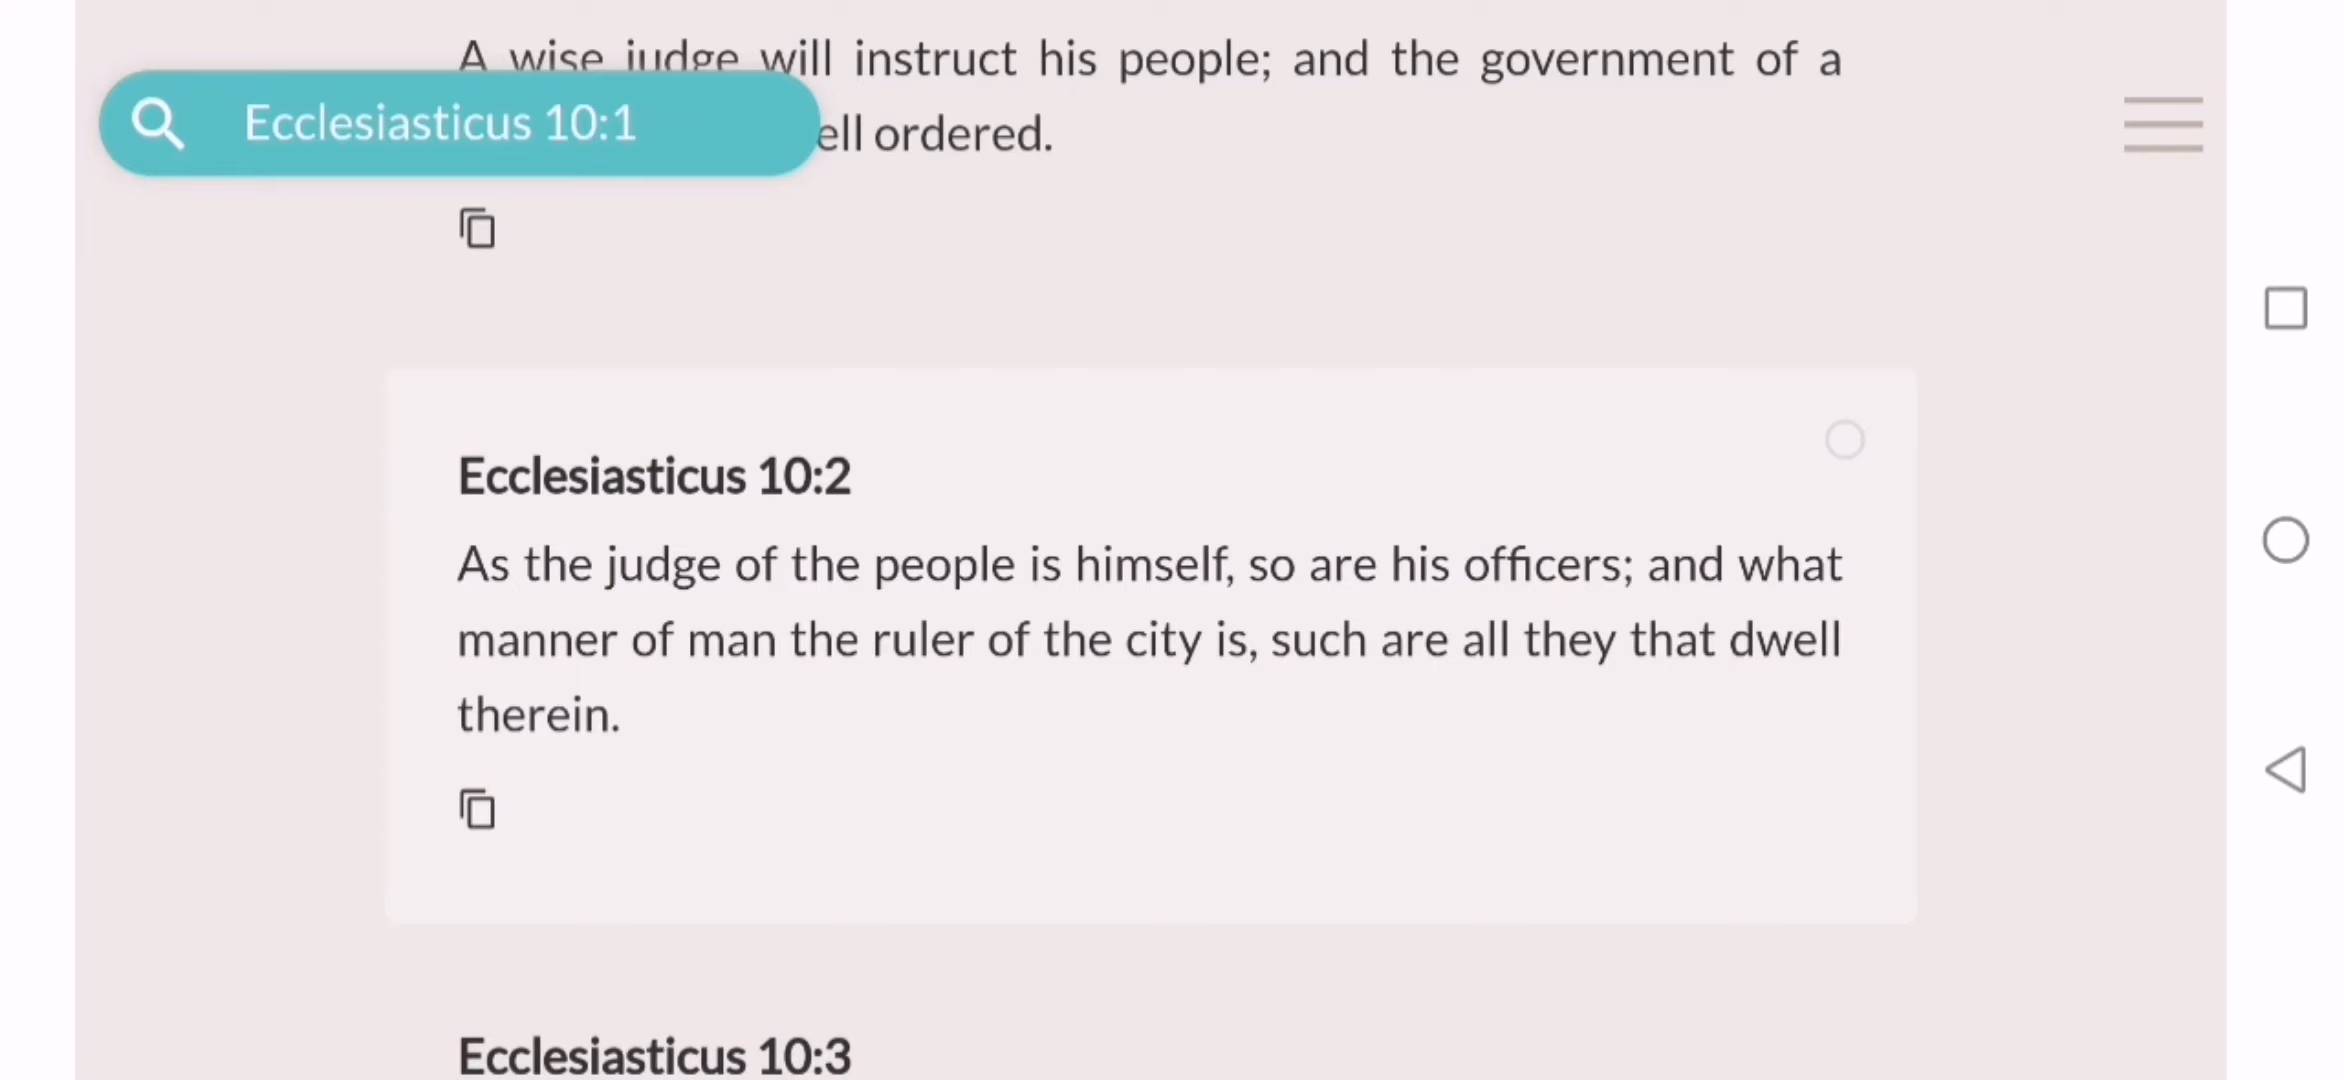 A wise judge will instruct his people; and the government of a
Ecclesiasticus 10:1
ell ordered.
Ecclesiasticus 10:2
As the judge of the people is himself, so are his officers; and what
manner of man the ruler of the city is, such are all they that dwell
therein.
Ecclesiasticus 10:3